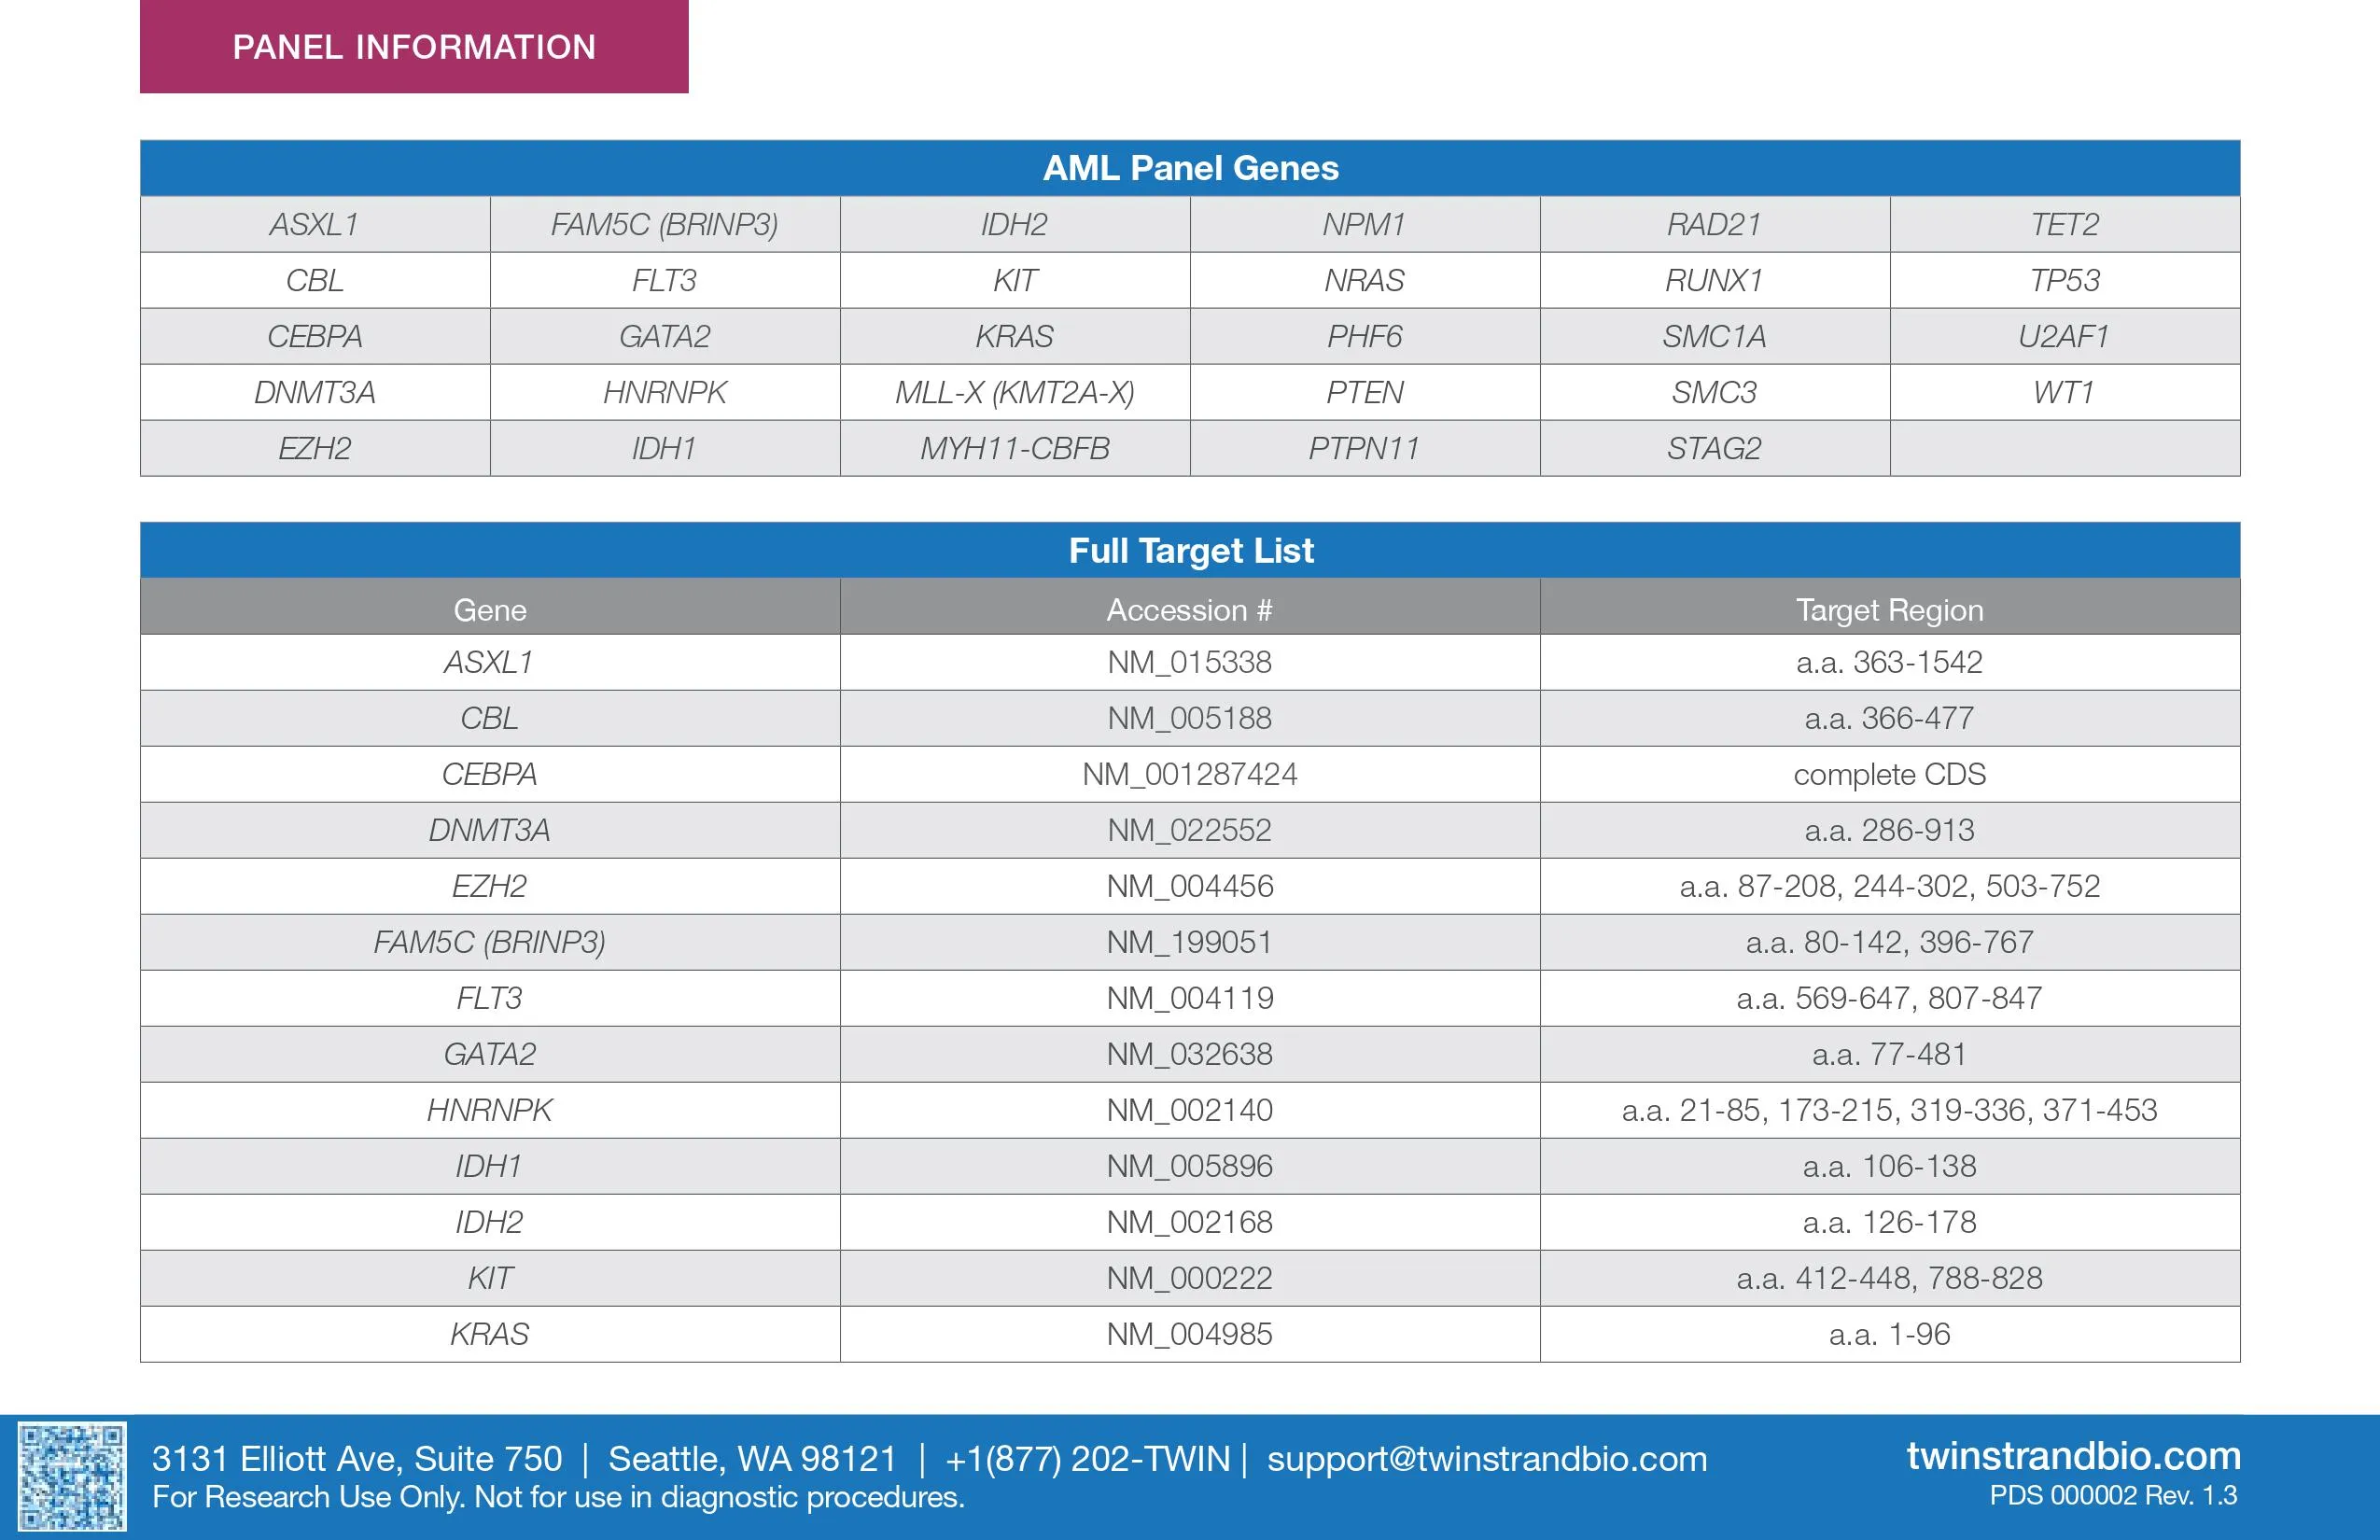 PANEL INFORMATION
AML Panel Genes
ASXL1 FAM5C (BRINP3) IDH2 NPM1 RAD21 TET2
CBL FLT3 KIT NRAS RUNX1 TP53
CEBPA GATA2 KRAS PHF6 SMC1A U2AF1
DNMT3A HNRNPK MLL-X (KMT2A-X) PTEN SMC3 WT1
EZH2 IDH1 MYH11-CBFB PTPN11 STAG2
Full Target List
Gene Accession # Target Region
ASXL1 NM_015338 a.a. 363-1542
CBL NM_005188 a.a. 366-477
CEBPA NM_001287424 complete CDS
DNMT3A NM_022552 a.a. 286-913
EZH2 NM_004456 a.a. 87-208, 244-302, 503-752
FAM5C (BRINP3) NM_199051 a.a. 80-142, 396-767
FLT3 NM_004119 a.a. 569-647, 807-847
GATA2 NM_032638 a.a. 77-481
HNRNPK NM_002140 a.a. 21-85, 173-215, 319-336, 371-453
IDH1 NM_005896 a.a. 106-138
IDH2 NM_002168 a.a. 126-178
KIT NM_000222 a.a. 412-448, 788-828
KRAS NM_004985 a.a. 1-96
3131 Elliott Ave, Suite 750 | Seattle, WA 98121 | +1(877) 202-TWIN | support@twinstrandbio.com
For Research Use Only. Not for use in diagnostic procedures.
twinstrandbio.com
PDS 000002 Rev. 1.3